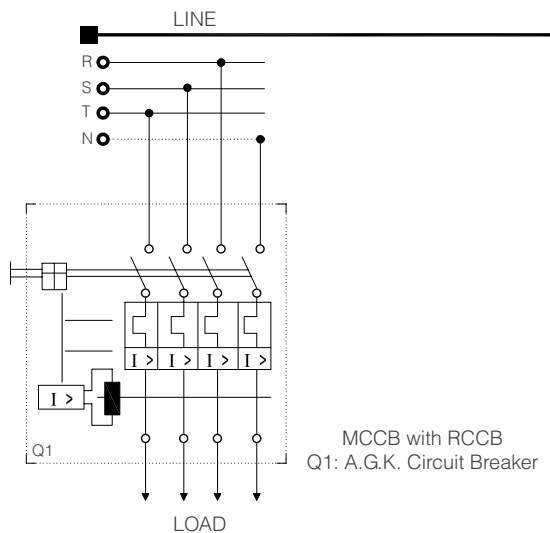 LINE
R
S
T
N
I > I > I > I >
I >
Q1
MCCB with RCCB
Q1: A.G.K. Circuit Breaker
LOAD